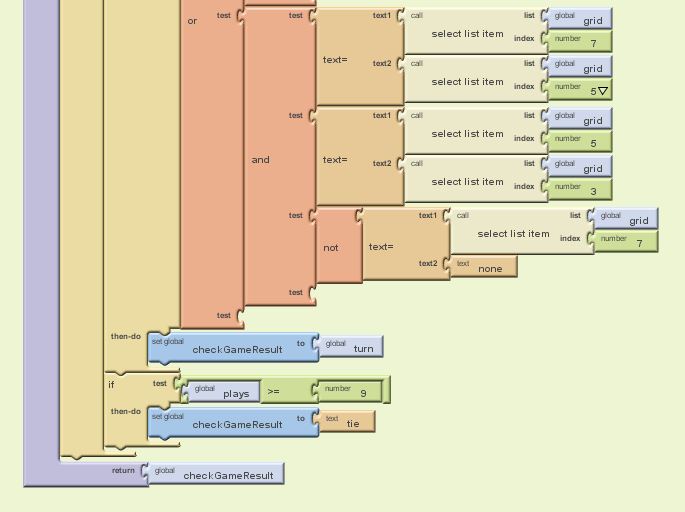 or
test
test
text=
text1
call
select list item
list
global
grid
index
number
7
text2
call
select list item
list
global
grid
index
number
5
and
test
text=
text1
call
select list item
list
global
grid
index
number
5
text2
call
select list item
list
global
grid
index
number
3
test
not
text=
text1
call
select list item
list
global
grid
index
number
7
text2
text
none
test
test
then-do
set global
checkGameResult
to
global
turn
if
test
global
plays
>=
number
9
then-do
set global
checkGameResult
to
text
tie
return
global
checkGameResult